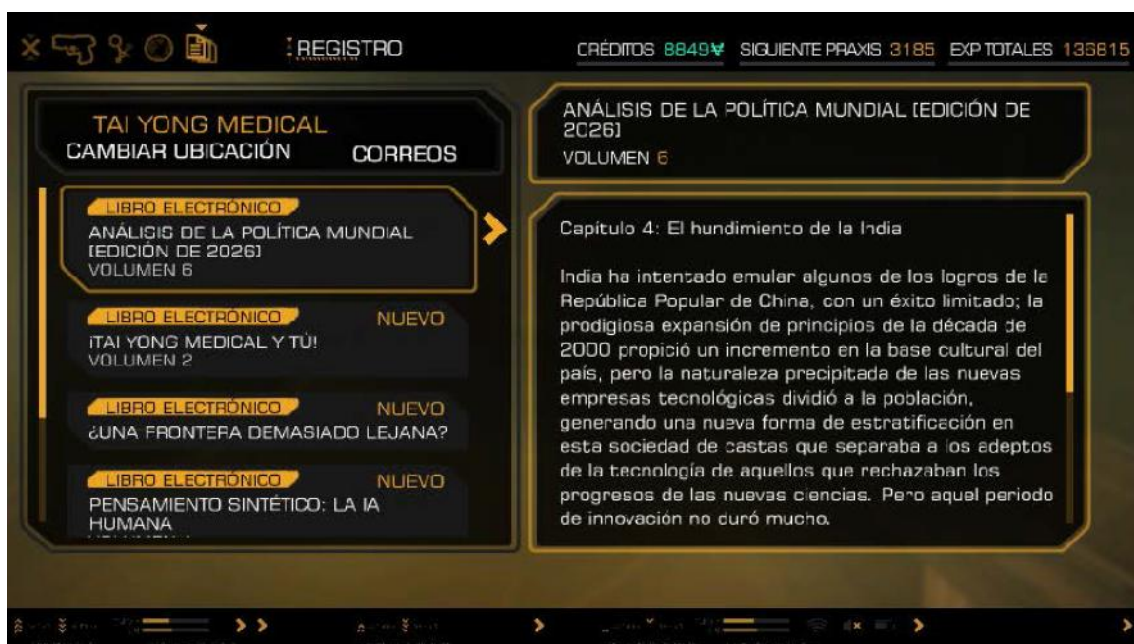 REGISTRO
CRÉDITOS 8849 SIGUIENTE PRAXIS 3185 EXP TOTALES 136815
TAI YONG MEDICAL
CAMBIAR UBICACIÓN CORREOS
LIBRO ELECTRÓNICO
ANÁLISIS DE LA POLÍTICA MUNDIAL
[EDICIÓN DE 2026]
VOLUMEN 6
LIBRO ELECTRÓNICO NUEVO
¡TAI YONG MEDICAL Y TÚ!
VOLUMEN 2
LIBRO ELECTRÓNICO NUEVO
¿UNA FRONTERA DEMASIADO LEJANA?
LIBRO ELECTRÓNICO NUEVO
PENSAMIENTO SINTÉTICO: LA IA
HUMANA
ANÁLISIS DE LA POLÍTICA MUNDIAL [EDICIÓN DE
2026]
VOLUMEN 6
Capítulo 4: El hundimiento de la India
India ha intentado emular algunos de los logros de la
República Popular de China, con un éxito limitado; la
prodigiosa expansión de principios de la década de
2000 propició un incremento en la base cultural del
país, pero la naturaleza precipitada de las nuevas
empresas tecnológicas dividió a la población,
generando una nueva forma de estratificación en
esta sociedad de castas que separaba a los adeptos
de la tecnología de aquellos que rechazaban los
progresos de las nuevas ciencias. Pero aquel periodo
de innovación no duró mucho.